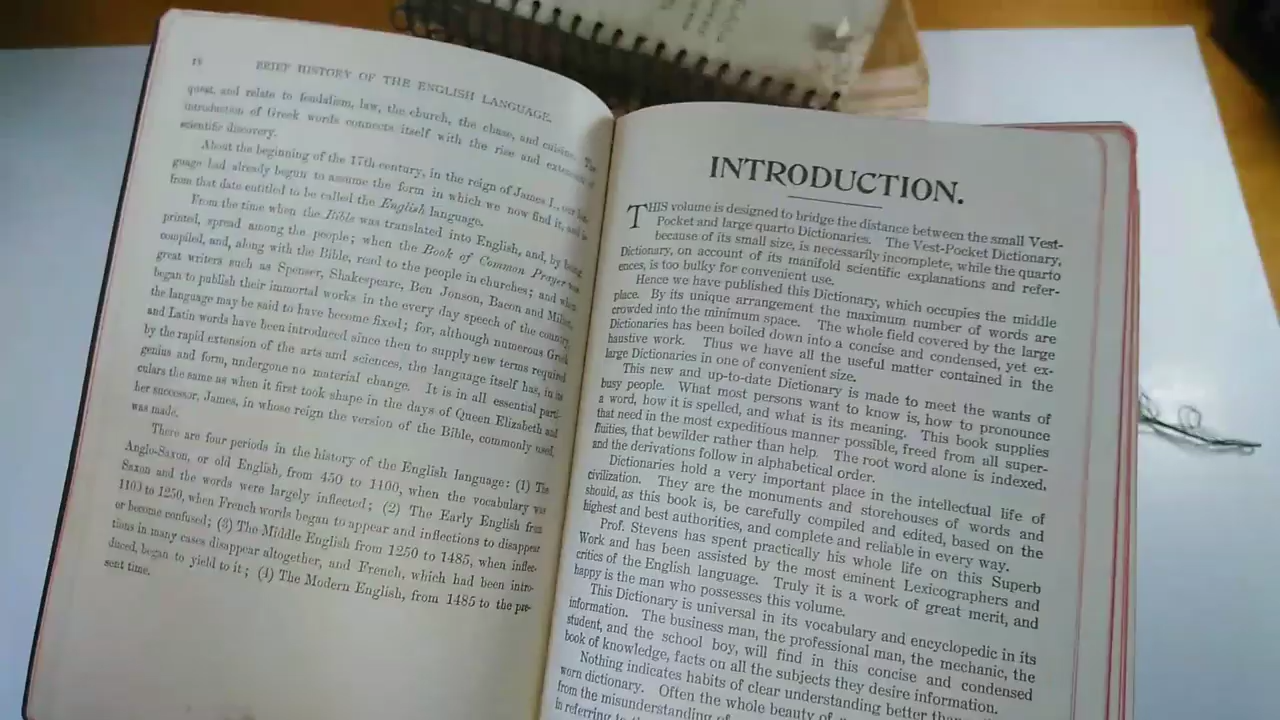 iv BRIEF HISTORY OF THE ENGLISH LANGUAGE.
quest, and relate to feudalism, law, the church, the chase, and cuisine. The
introduction of Greek words connects itself with the rise and extension of
scientific discovery.
About the beginning of the 17th century, in the reign of James I., our lan-
guage had already begun to assume the form in which we now find it, and is
from that date entitled to be called the English language.
From the time when the Bible was translated into English, and, by being
printed, spread among the people; when the Book of Common Prayer was
compiled, and, along with the Bible, read to the people in churches; and when
great writers such as Spenser, Shakespeare, Ben Jonson, Bacon and Milton,
began to publish their immortal works in the every day speech of the country,
the language may be said to have become fixed; for, although numerous Greek
and Latin words have been introduced since then to supply new terms required
by the rapid extension of the arts and sciences, the language itself has, in its
genius and form, undergone no material change. It is in all essential parti-
culars the same as when it first took shape in the days of Queen Elizabeth and
her successor, James, in whose reign the version of the Bible, commonly used,
was made.
There are four periods in the history of the English language: (1) The
Anglo-Saxon, or old English, from 450 to 1100, when the vocabulary was
Saxon and the words were largely inflected; (2) The Early English from
1100 to 1250, when French words began to appear and inflections to disappear
or become confused; (3) The Middle English from 1250 to 1485, when inflec-
tions in many cases disappear altogether, and French, which had been intro-
duced, began to yield to it; (4) The Modern English, from 1485 to the pre-
sent time.
INTRODUCTION.
THIS volume is designed to bridge the distance between the small Vest-
Pocket and large quarto Dictionaries. The Vest-Pocket Dictionary,
because of its small size, is necessarily incomplete, while the quarto
Dictionary, on account of its manifold scientific explanations and refer-
ences, is too bulky for convenient use.
Hence we have published this Dictionary, which occupies the middle
place. By its unique arrangement the maximum number of words are
crowded into the minimum space. The whole field covered by the large
Dictionaries has been boiled down into a concise and condensed, yet ex-
haustive work. Thus we have all the useful matter contained in the
large Dictionaries in one of convenient size.
This new and up-to-date Dictionary is made to meet the wants of
busy people. What most persons want to know is, how to pronounce
a word, how it is spelled, and what is its meaning. This book supplies
that need in the most expeditious manner possible, freed from all super-
fluities, that bewilder rather than help. The root word alone is indexed,
and the derivations follow in alphabetical order.
Dictionaries hold a very important place in the intellectual life of
civilization. They are the monuments and storehouses of words and
should, as this book is, be carefully compiled and edited, based on the
highest and best authorities, and complete and reliable in every way.
Prof. Stevens has spent practically his whole life on this Superb
Work and has been assisted by the most eminent Lexicographers and
critics of the English language. Truly it is a work of great merit, and
happy is the man who possesses this volume.
This Dictionary is universal in its vocabulary and encyclopedic in its
information. The business man, the professional man, the mechanic, the
student, and the school boy, will find in this concise and condensed
book of knowledge, facts on all the subjects they desire information.
Nothing indicates habits of clear understanding better than
worn dictionary. Often the whole beauty of
from the misunderstanding of
in referring to